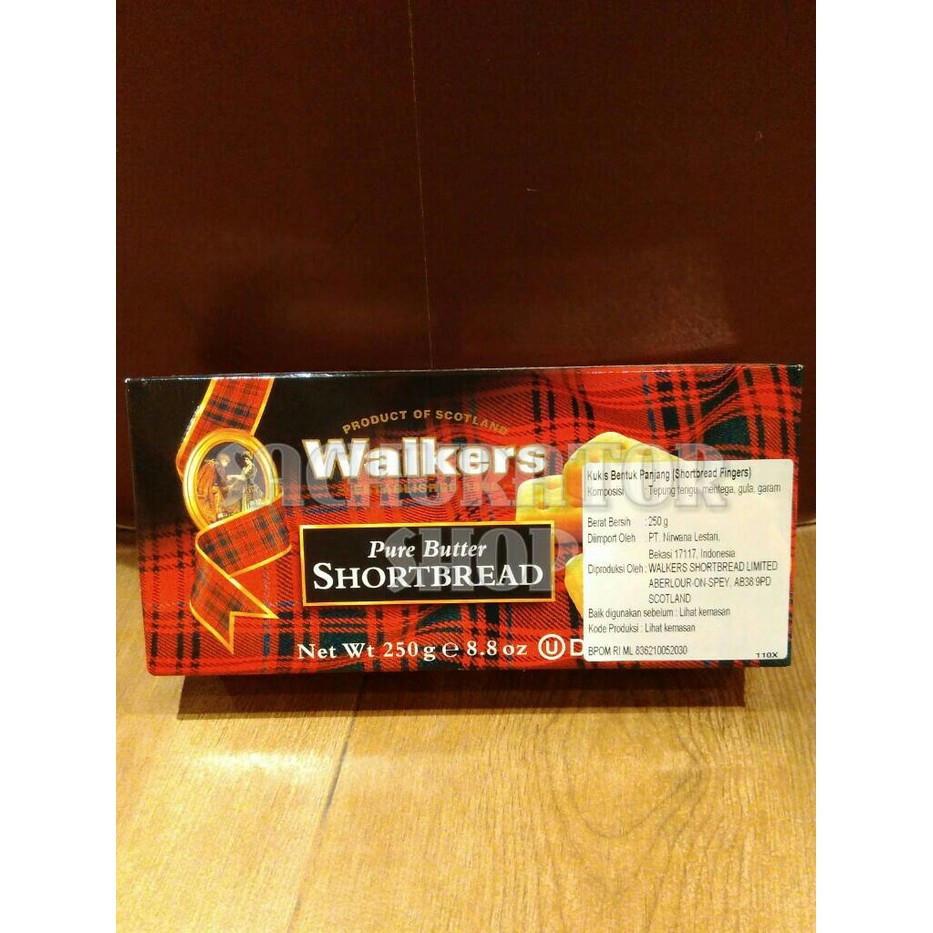 PRODUCT OF SCOTLAND
Walkers
Pure Butter
SHORTBREAD
Net Wt 250g e 8.8oz Ⓤ D
SHOP
Kukis Bentuk Panjang (Shortbread Fingers)
Komposisi : Tepung terigu, mentega, gula, garam
Berat Bersih : 250 g
Diimport Oleh : PT. Nirwana Lestari,
Bekasi 17117, Indonesia
Diproduksi Oleh : WALKERS SHORTBREAD LIMITED
ABERLOUR-ON-SPEY, AB38 9PD
SCOTLAND
Baik digunakan sebelum : Lihat kemasan
Kode Produksi : Lihat kemasan
BPOM RI ML 836210052030
110X